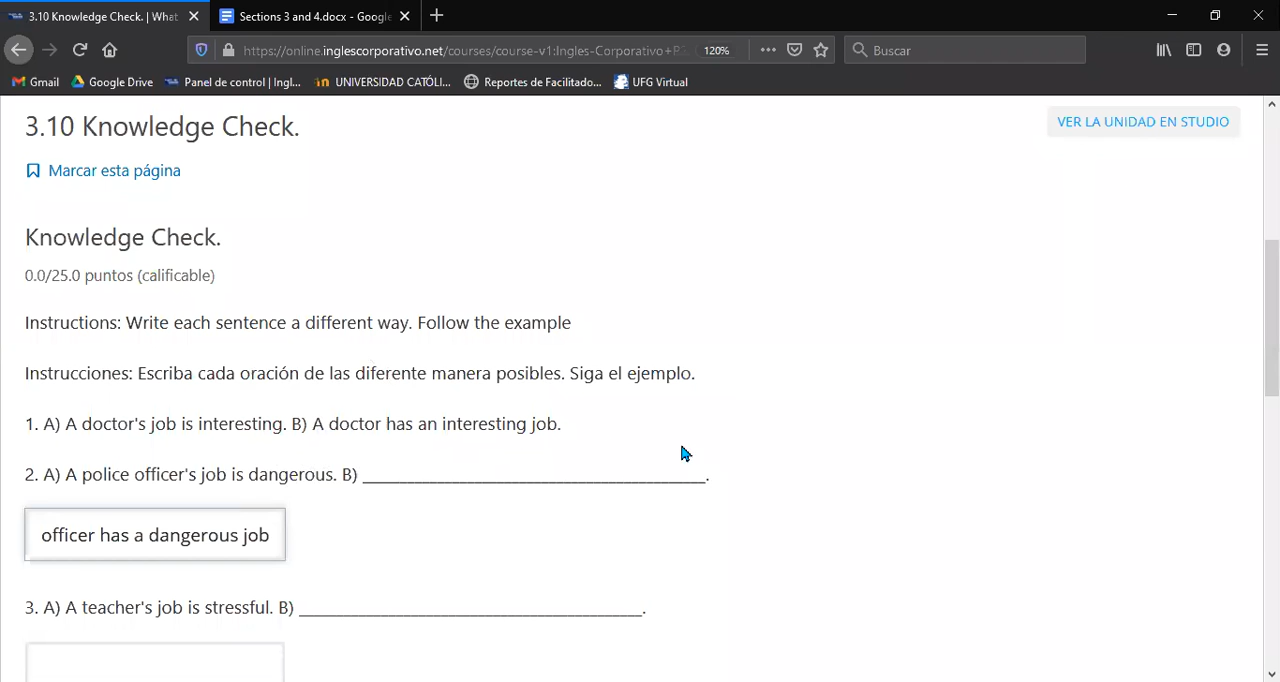 3.10 Knowledge Check. | What
Sections 3 and 4.docx - Google
https://online.inglescorporativo.net/courses/course-v1:Ingles-Corporativo+
120%
Buscar
Gmail
Google Drive
Panel de control | Ingl...
UNIVERSIDAD CATÓLI...
Reportes de Facilitado...
UFG Virtual
3.10 Knowledge Check.
VER LA UNIDAD EN STUDIO
Marcar esta página
Knowledge Check.
0.0/25.0 puntos (calificable)
Instructions: Write each sentence a different way. Follow the example
Instrucciones: Escriba cada oración de las diferente manera posibles. Siga el ejemplo.
1. A) A doctor's job is interesting. B) A doctor has an interesting job.
2. A) A police officer's job is dangerous. B) ________________________________________.
officer has a dangerous job
3. A) A teacher's job is stressful. B) ________________________________________.